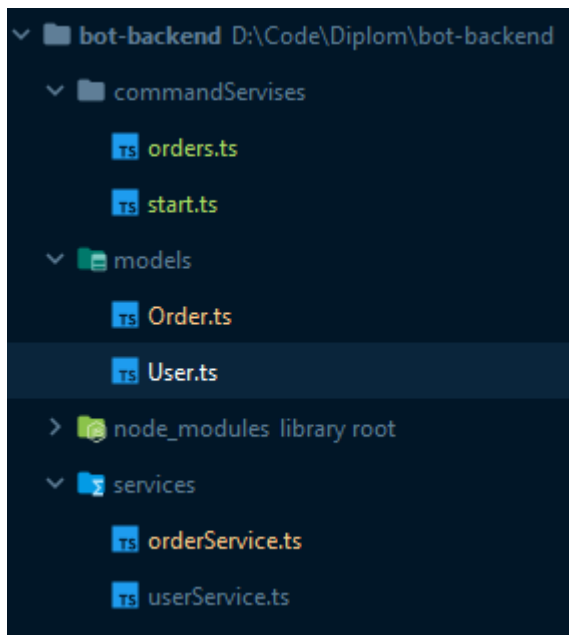 bot-backend D:\Code\Diplom\bot-backend
commandServises
TS orders.ts
TS start.ts
models
TS Order.ts
TS User.ts
node_modules library root
services
TS orderService.ts
TS userService.ts